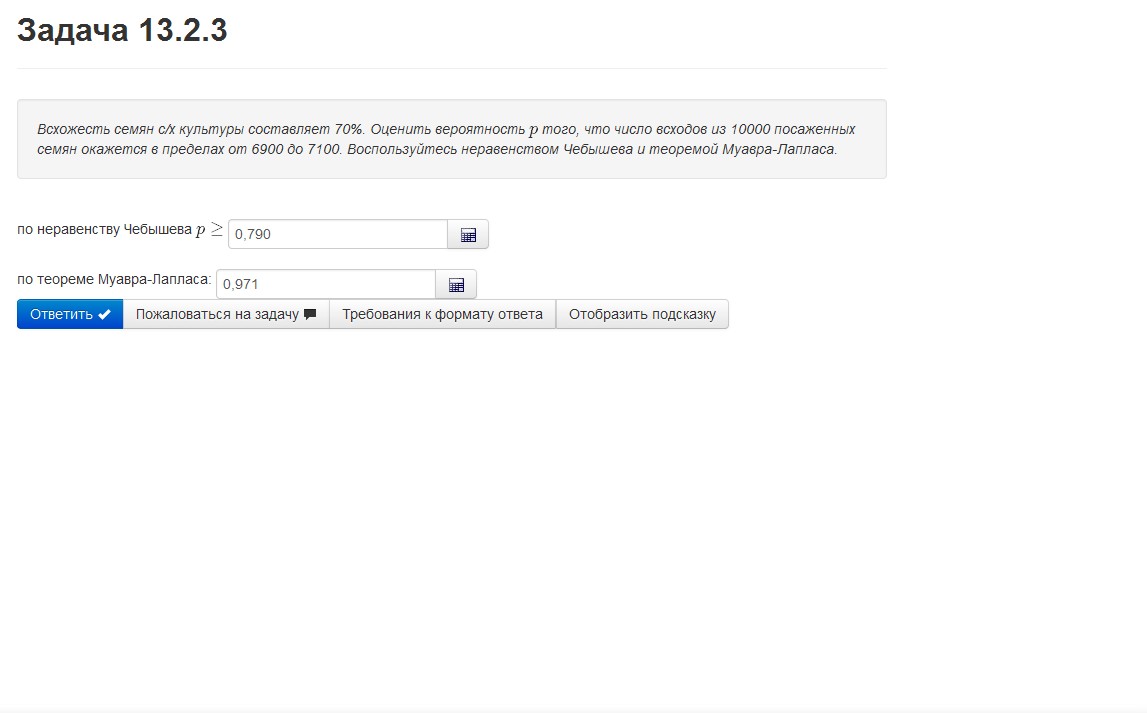 Задача 13.2.3
Всхожесть семян с/х культуры составляет 70%. Оценить вероятность p того, что число всходов из 10000 посаженных
семян окажется в пределах от 6900 до 7100. Воспользуйтесь неравенством Чебышева и теоремой Муавра-Лапласа.
по неравенству Чебышева p ≥ 0,790
по теореме Муавра-Лапласа: 0,971
Ответить Пожаловаться на задачу Требования к формату ответа Отобразить подсказку